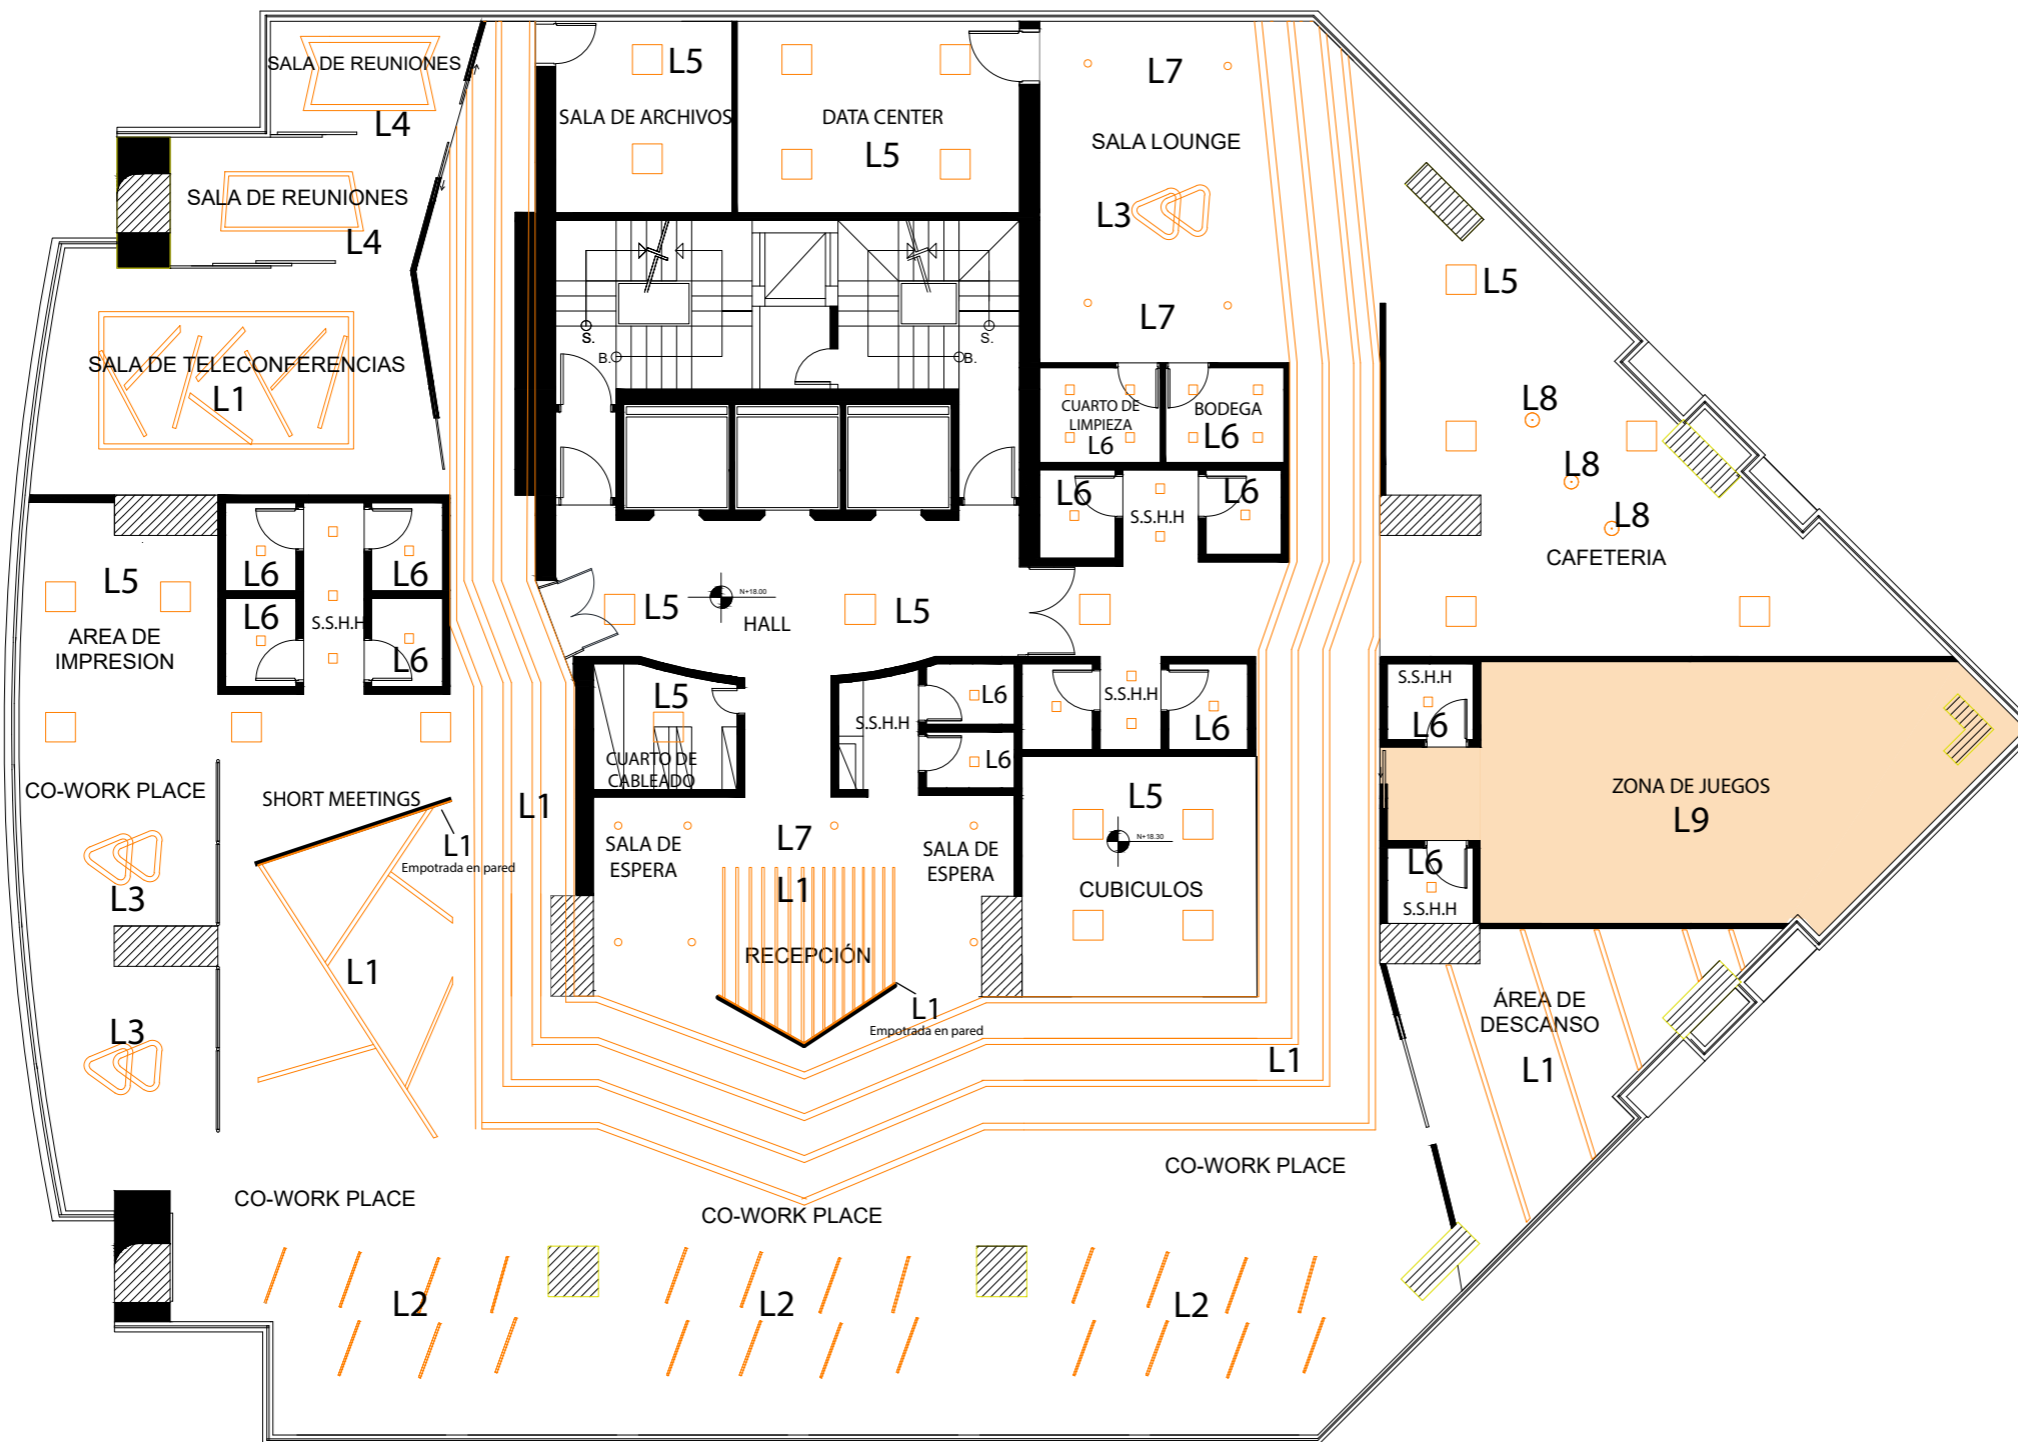 SALA DE REUNIONES
L4
SALA DE REUNIONES
L4
SALA DE TELECONFERENCIAS
L1
L5
SALA DE ARCHIVOS
DATA CENTER
L5
L7
SALA LOUNGE
L3
L7
S.
B.
S.
B.
L5
L8
L8
L8
CAFETERIA
CUARTO DE
LIMPIEZA
L6
BODEGA
L6
L6
S.S.H.H
L6
L5
AREA DE
IMPRESION
L6
L6
L6
S.S.H.H
L6
L5
N+18.00
HALL
L5
L5
CUARTO DE
CABLEADO
S.S.H.H
L6
L6
S.S.H.H
L6
S.S.H.H
L6
ZONA DE JUEGOS
L9
L6
S.S.H.H
CO-WORK PLACE
L3
L3
SHORT MEETINGS
L1
Empotrada en pared
L1
L1
SALA DE
ESPERA
L7
L1
SALA DE
ESPERA
RECEPCIÓN
L1
Empotrada en pared
L5
N+18.30
CUBICULOS
L1
ÁREA DE
DESCANSO
L1
CO-WORK PLACE
CO-WORK PLACE
CO-WORK PLACE
L2
L2
L2